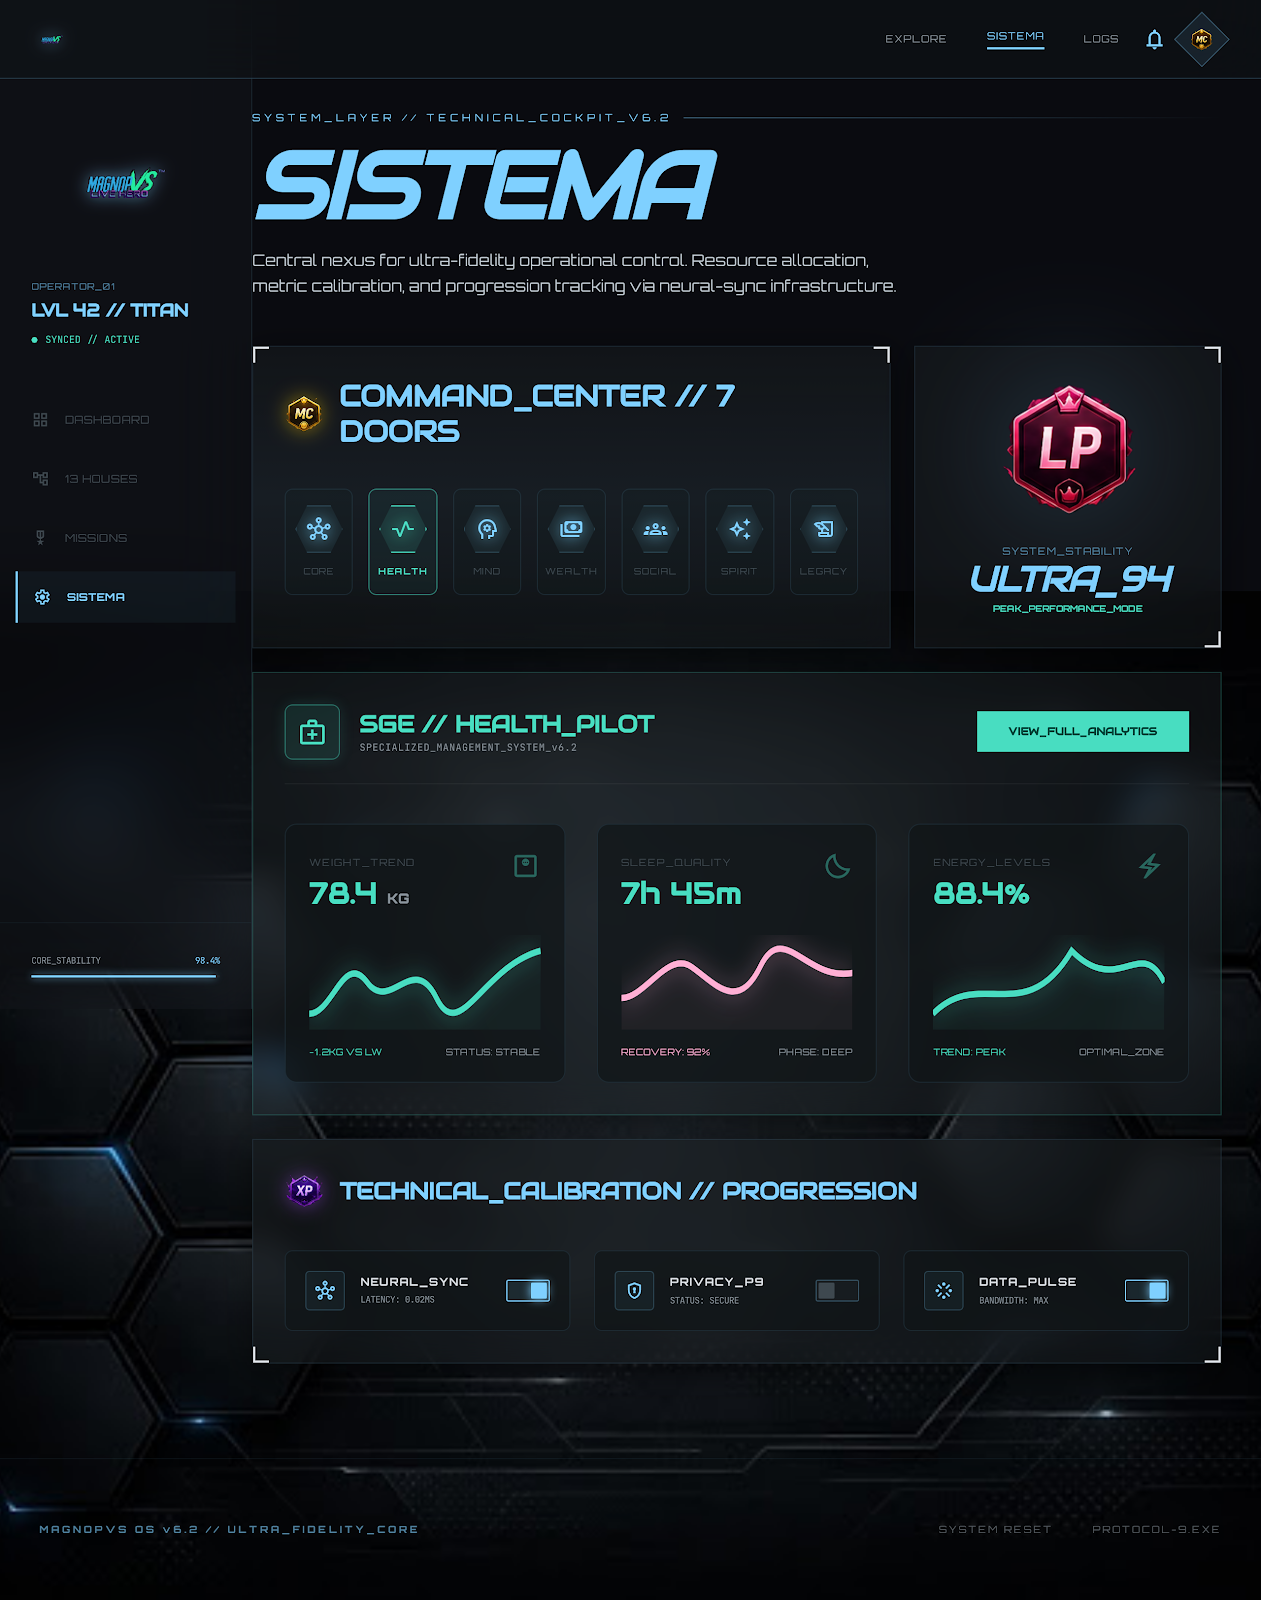 MAGNOPVS
EXPLORE
SISTEMA
LOGS
MC
MAGNOPVS™
LIVE HERO
OPERATOR_01
LVL 42 // TITAN
SYNCED // ACTIVE
DASHBOARD
13 HOUSES
MISSIONS
SISTEMA
CORE_STABILITY 98.4%
SYSTEM_LAYER // TECHNICAL_COCKPIT_V6.2
SISTEMA
Central nexus for ultra-fidelity operational control. Resource allocation,
metric calibration, and progression tracking via neural-sync infrastructure.
MC
COMMAND_CENTER // 7
DOORS
CORE
HEALTH
MIND
WEALTH
SOCIAL
SPIRIT
LEGACY
LP
SYSTEM_STABILITY
ULTRA_94
PEAK_PERFORMANCE_MODE
SGE // HEALTH_PILOT
SPECIALIZED_MANAGEMENT_SYSTEM_v6.2
VIEW_FULL_ANALYTICS
WEIGHT_TREND
78.4 KG
-1.2KG VS LW
STATUS: STABLE
SLEEP_QUALITY
7h 45m
RECOVERY: 92%
PHASE: DEEP
ENERGY_LEVELS
88.4%
TREND: PEAK
OPTIMAL_ZONE
XP
TECHNICAL_CALIBRATION // PROGRESSION
NEURAL_SYNC
LATENCY: 0.02MS
PRIVACY_P9
STATUS: SECURE
DATA_PULSE
BANDWIDTH: MAX
MAGNOPVS OS v6.2 // ULTRA_FIDELITY_CORE
SYSTEM RESET
PROTOCOL-9.EXE